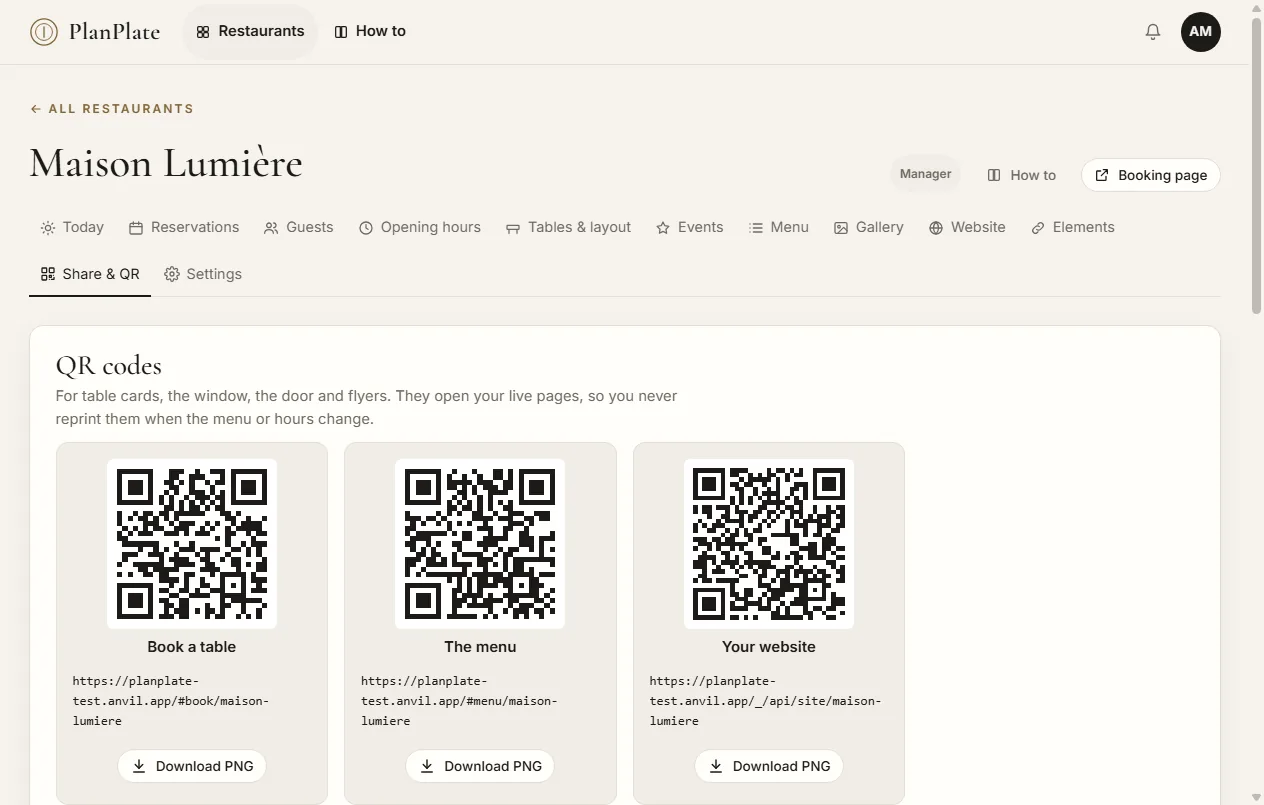 PlanPlate
Restaurants
How to
AM
← ALL RESTAURANTS
Maison Lumière
Manager
How to
Booking page
Today
Reservations
Guests
Opening hours
Tables & layout
Events
Menu
Gallery
Website
Elements
Share & QR
Settings
QR codes
For table cards, the window, the door and flyers. They open your live pages, so you never
reprint them when the menu or hours change.
Book a table
https://planplate-
test.anvil.app/#book/maison-
lumiere
Download PNG
The menu
https://planplate-
test.anvil.app/#menu/maison-
lumiere
Download PNG
Your website
https://planplate-
test.anvil.app/_/api/site/maison-
lumiere
Download PNG